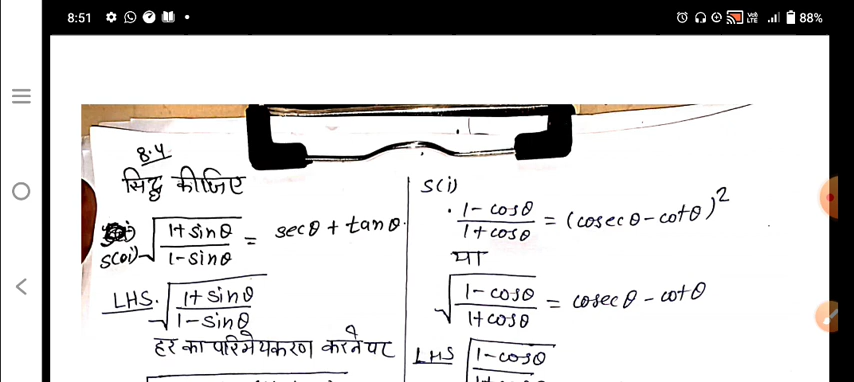 8:51
88%
8.4
सिद्ध कीजिए
√(1+sinθ / 1-sinθ) = secθ + tanθ.
LHS. √(1+sinθ / 1-sinθ)
हर का परिमेयकरण करने पर
5(i)
(1-cosθ / 1+cosθ) = (cosecθ-cotθ)²
या
√(1-cosθ / 1+cosθ) = cosecθ-cotθ
LHS √(1-cosθ